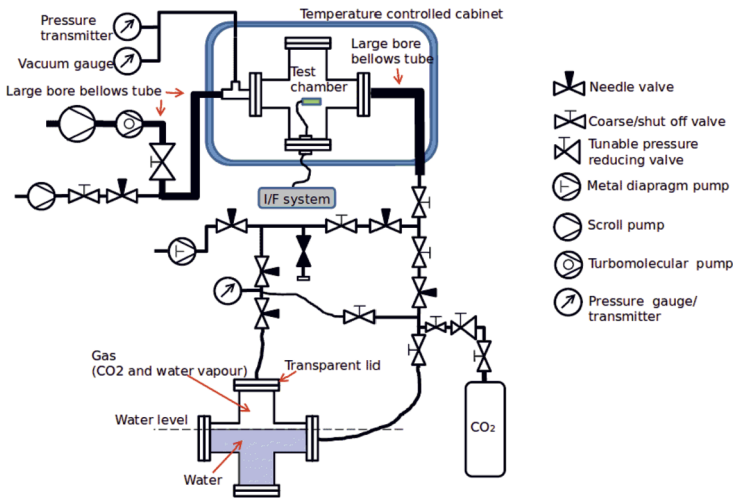 Pressure
transmitter
Vacuum gauge
Large bore bellows tube
Temperature controlled cabinet
Large bore
bellows tube
Test
chamber
I/F system
Needle valve
Coarse/shut off valve
Tunable pressure
reducing valve
Metal diapragm pump
Scroll pump
Turbomolecular pump
Pressure gauge/
transmitter
Gas
(CO2 and water vapour)
Transparent lid
Water level
Water
CO₂